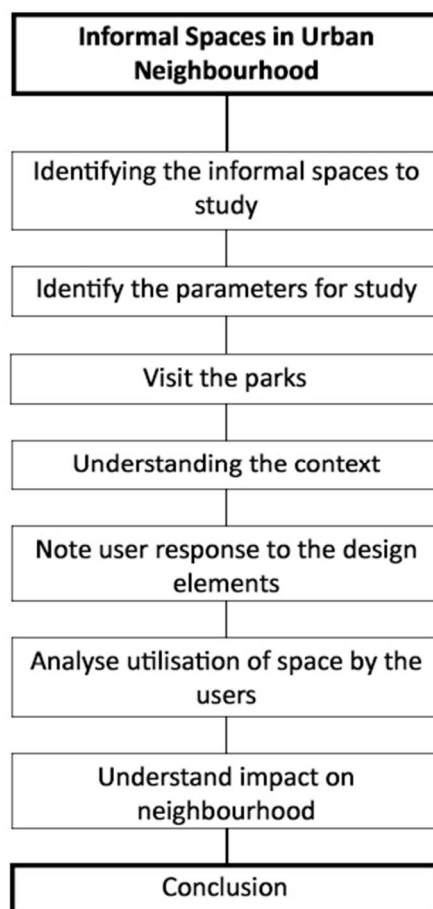 Informal Spaces in Urban
Neighbourhood
Identifying the informal spaces to
study
Identify the parameters for study
Visit the parks
Understanding the context
Note user response to the design
elements
Analyse utilisation of space by the
users
Understand impact on
neighbourhood
Conclusion